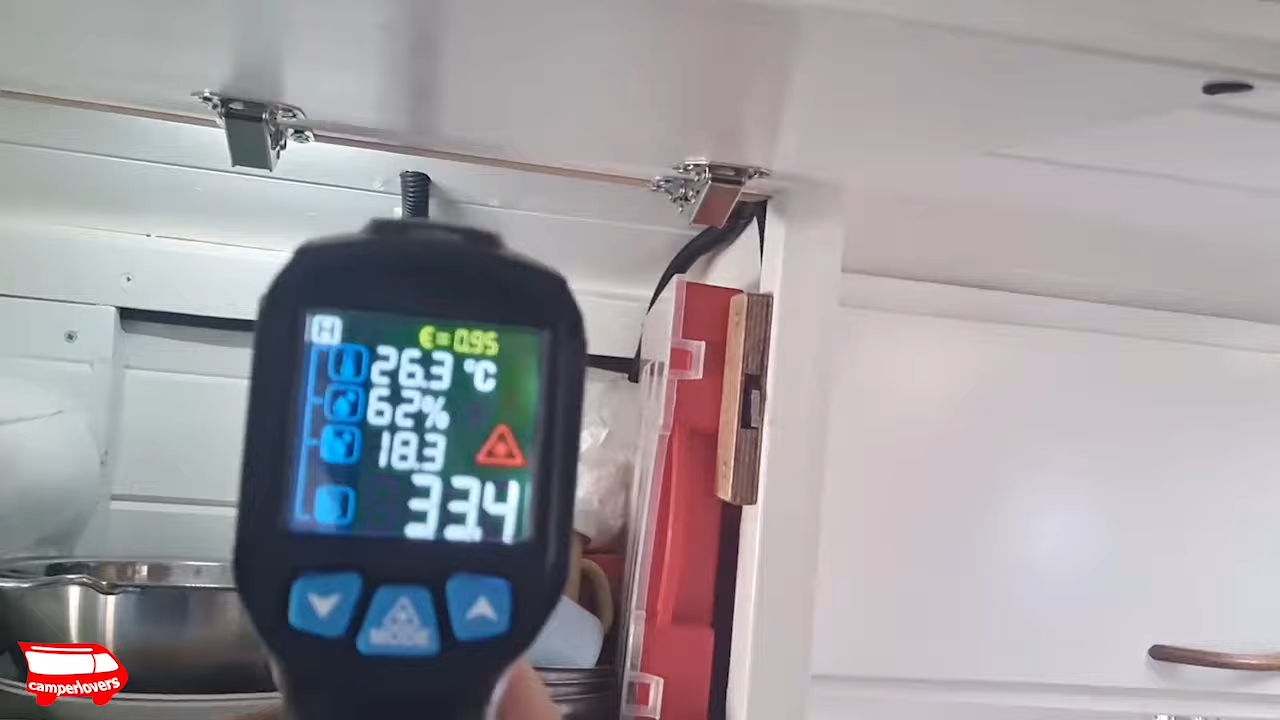 H
ε=0.95
26.3 °C
62%
18.3
33.4
MODE
camperlovers